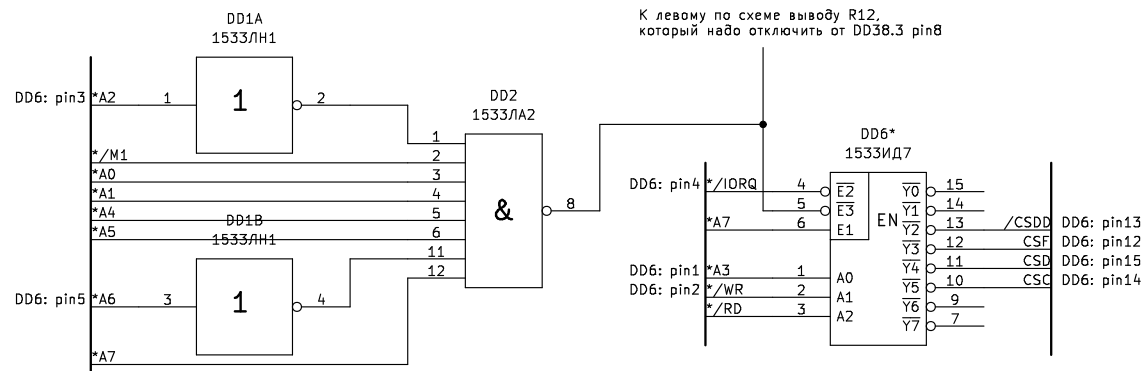 К левому по схеме выводу R12,
который надо отключить от DD38.3 pin8
DD1A
1533ЛН1
DD6: pin3
*A2
1
1
2
DD2
1533ЛА2
1
*/M1
2
*A0
3
*A1
4
*A4
5
*A5
6
&
8
DD1B
1533ЛН1
11
12
DD6: pin5
*A6
3
1
4
*A7
DD6*
1533ИД7
DD6: pin4
*/IORQ
4
E2
5
E3
*A7
6
E1
EN
DD6: pin1
*A3
1
A0
DD6: pin2
*/WR
2
A1
*/RD
3
A2
Y0
15
Y1
14
Y2
13
/CSDD
DD6: pin13
Y3
12
CSF
DD6: pin12
Y4
11
CSD
DD6: pin15
Y5
10
CSC
DD6: pin14
Y6
9
Y7
7